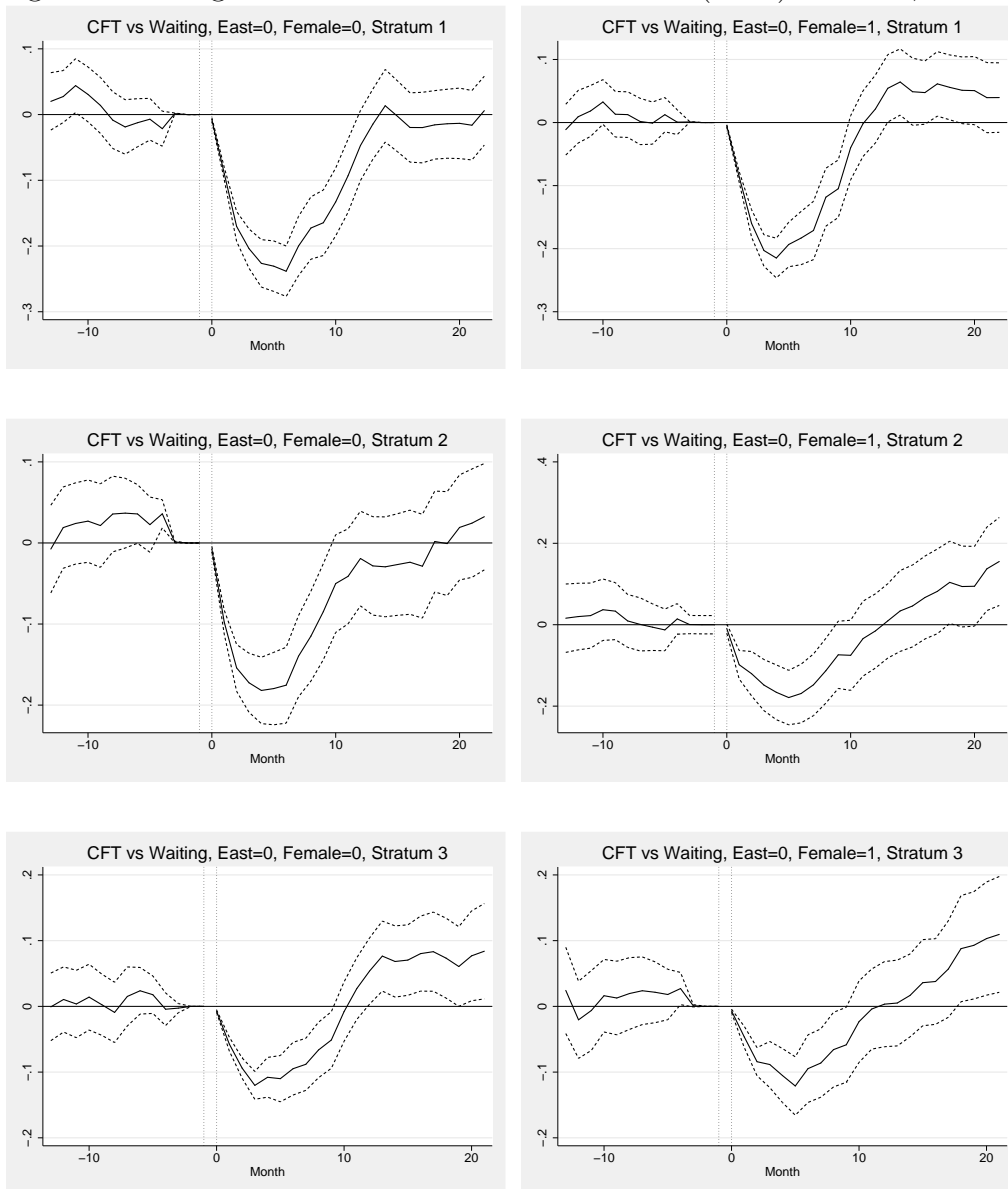 CFT vs Waiting, East=0, Female=0, Stratum 1
.1
0
-.1
-.2
-.3
−10 0 10 20
Month
CFT vs Waiting, East=0, Female=1, Stratum 1
.1
0
-.1
-.2
-.3
−10 0 10 20
Month
CFT vs Waiting, East=0, Female=0, Stratum 2
.1
0
-.1
-.2
−10 0 10 20
Month
CFT vs Waiting, East=0, Female=1, Stratum 2
.4
.2
0
-.2
−10 0 10 20
Month
CFT vs Waiting, East=0, Female=0, Stratum 3
.2
.1
0
-.1
-.2
−10 0 10 20
Month
CFT vs Waiting, East=0, Female=1, Stratum 3
.2
.1
0
-.1
-.2
−10 0 10 20
Month